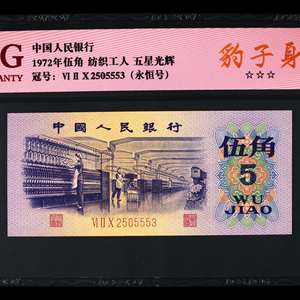 G
RANTY
中国人民银行
1972年伍角 纺织工人 五星光辉
冠号：VI II X 2505553（永恒号）
豹子身
☆☆☆
中国人民银行
伍角
5
WU
JIAO
VI II X 2505553